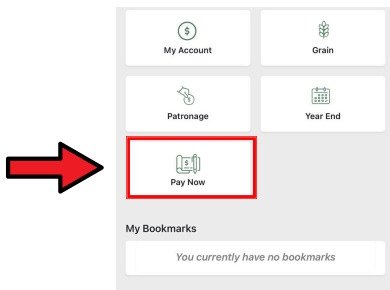 My Account
Grain
Patronage
Year End
Pay Now
My Bookmarks
You currently have no bookmarks